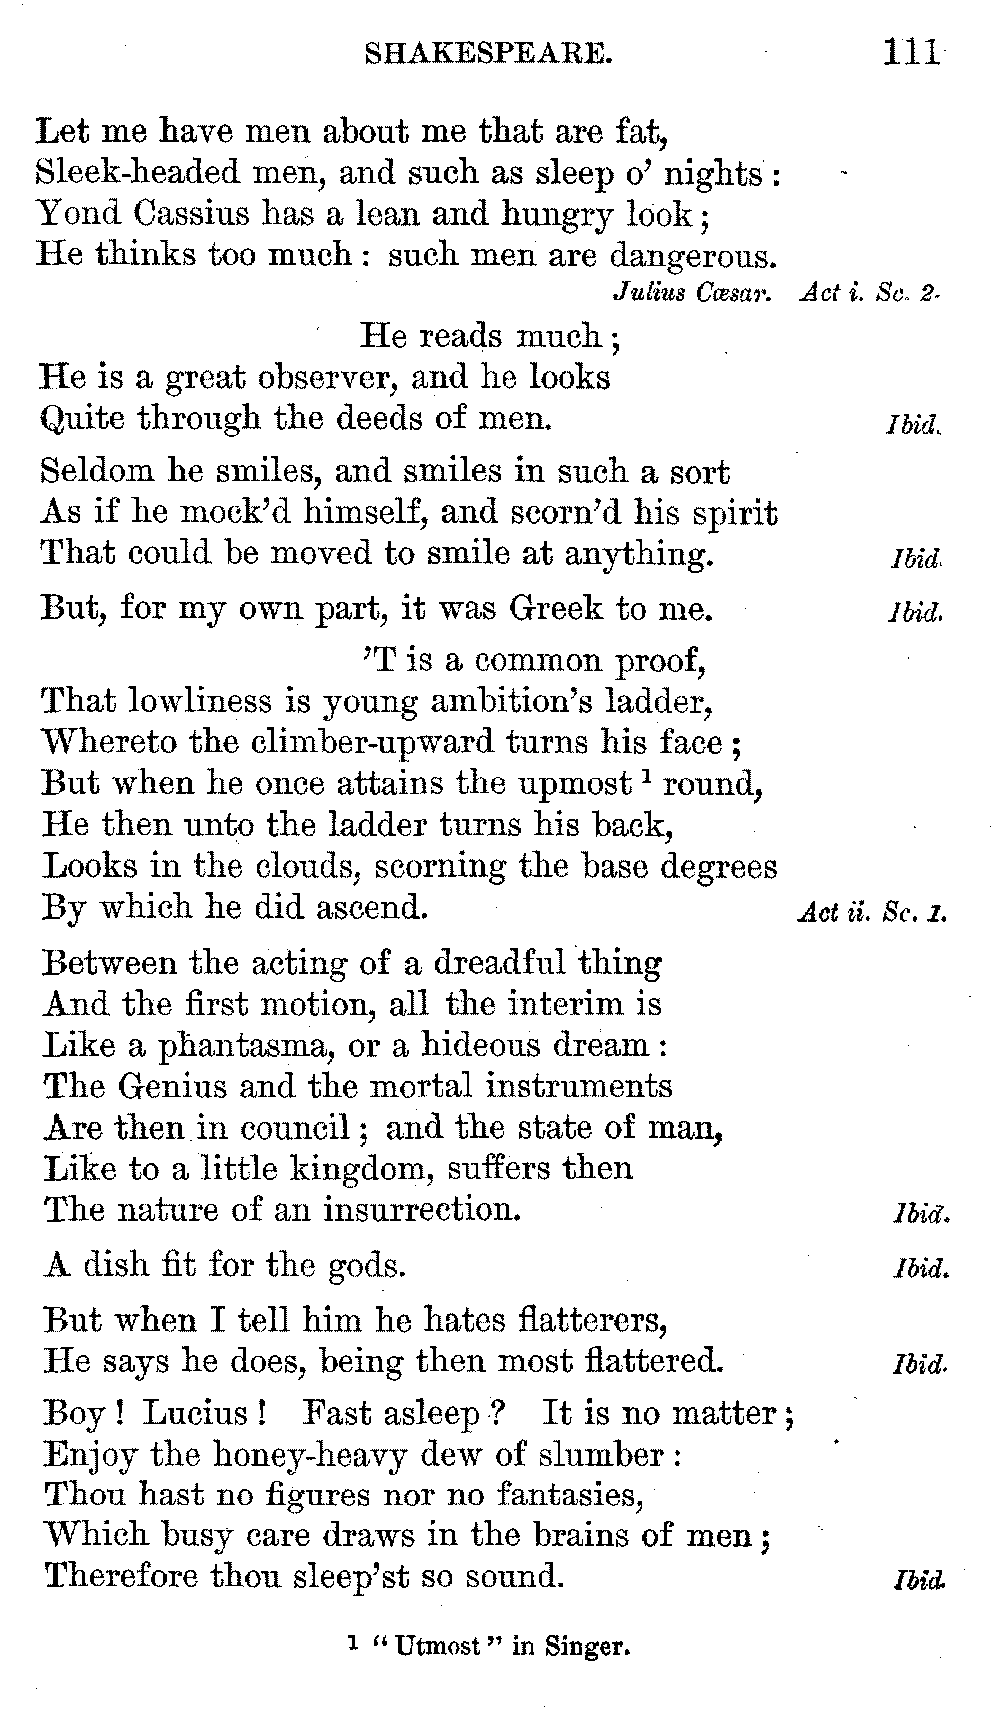 SHAKESPEARE. 111
Let me have men about me that are fat,
Sleek-headed men, and such as sleep o' nights :
Yond Cassius has a lean and hungry look ;
He thinks too much : such men are dangerous.
Julius Cæsar. Act i. Sc. 2.
He reads much ;
He is a great observer, and he looks
Quite through the deeds of men. Ibid.
Seldom he smiles, and smiles in such a sort
As if he mock'd himself, and scorn'd his spirit
That could be moved to smile at anything. Ibid.
But, for my own part, it was Greek to me. Ibid.
'T is a common proof,
That lowliness is young ambition's ladder,
Whereto the climber-upward turns his face ;
But when he once attains the upmost ¹ round,
He then unto the ladder turns his back,
Looks in the clouds, scorning the base degrees
By which he did ascend. Act ii. Sc. 1.
Between the acting of a dreadful thing
And the first motion, all the interim is
Like a phantasma, or a hideous dream :
The Genius and the mortal instruments
Are then in council ; and the state of man,
Like to a little kingdom, suffers then
The nature of an insurrection. Ibid.
A dish fit for the gods. Ibid.
But when I tell him he hates flatterers,
He says he does, being then most flattered. Ibid.
Boy ! Lucius ! Fast asleep ? It is no matter ;
Enjoy the honey-heavy dew of slumber :
Thou hast no figures nor no fantasies,
Which busy care draws in the brains of men ;
Therefore thou sleep'st so sound. Ibid.
1 "Utmost" in Singer.